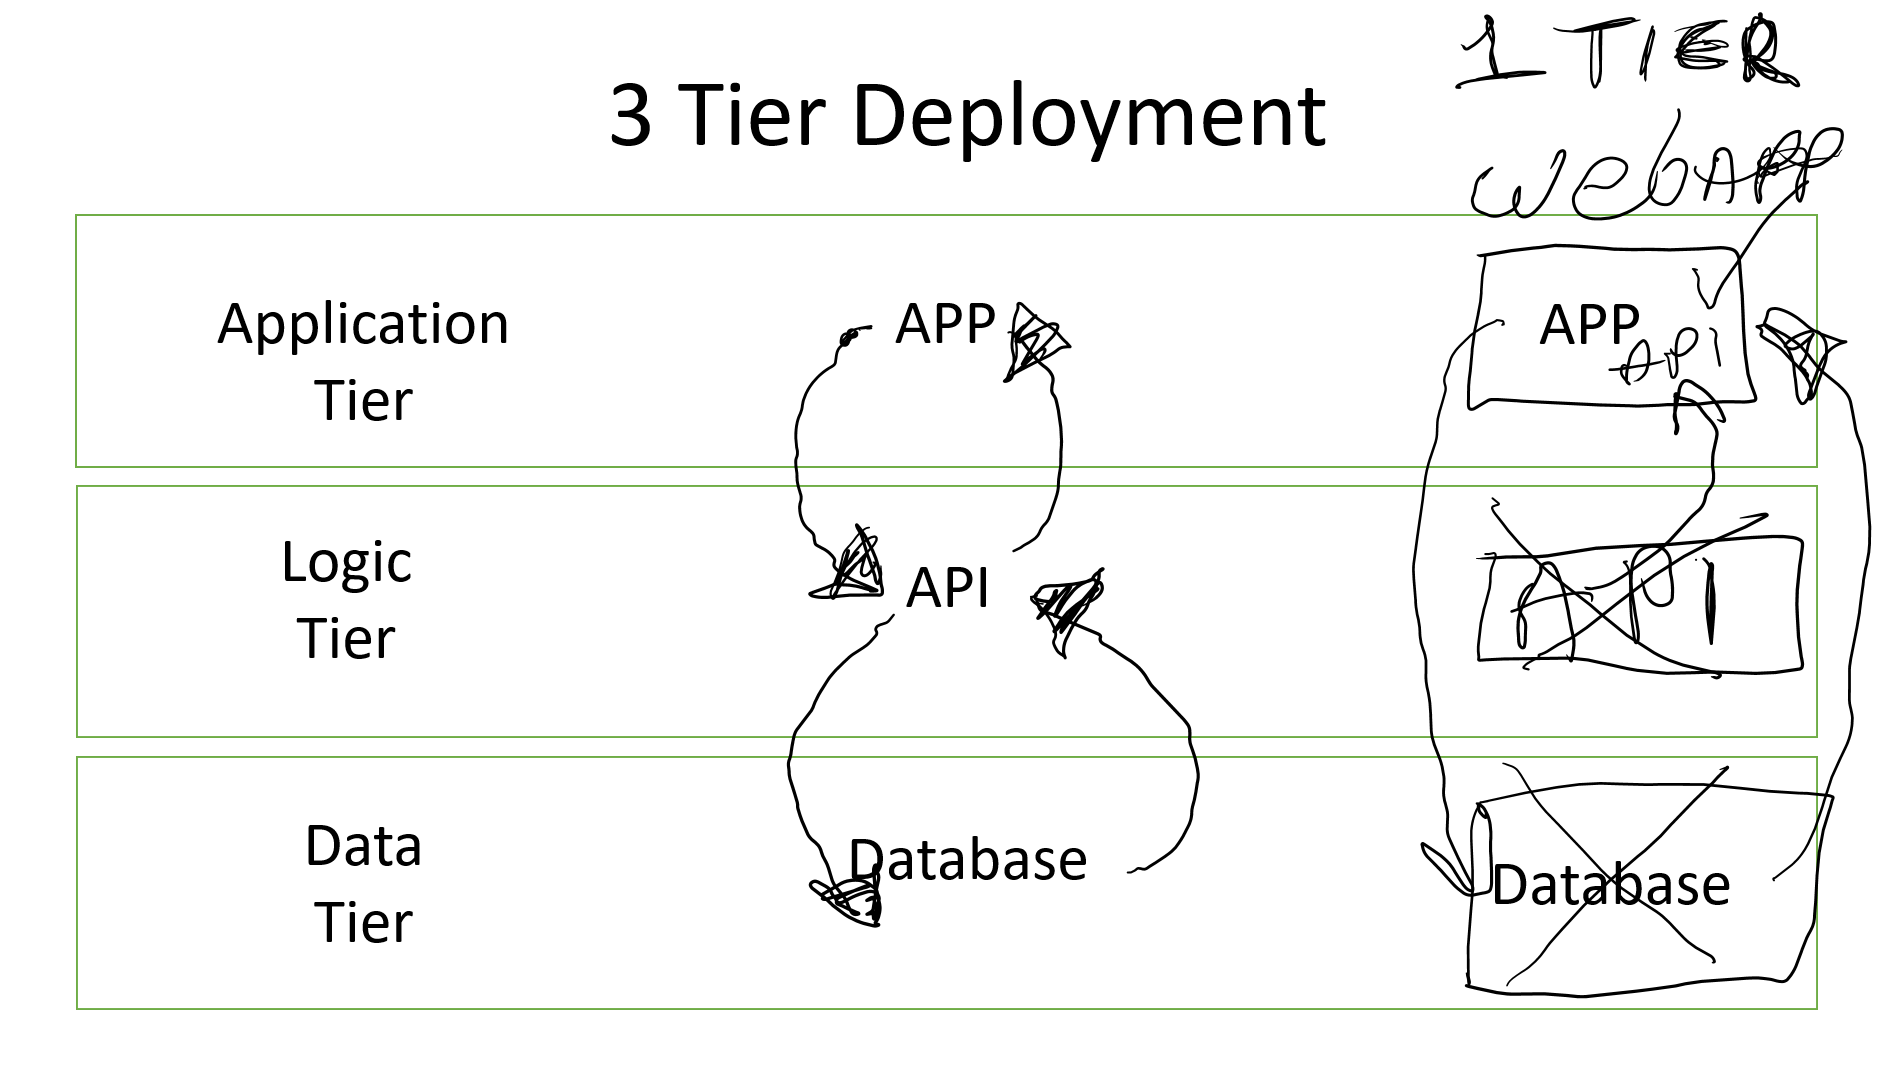 1 TIER
3 Tier Deployment
WebAPP
Application
Tier
APP
APP
API
Logic
Tier
API
API
Data
Tier
Database
Database